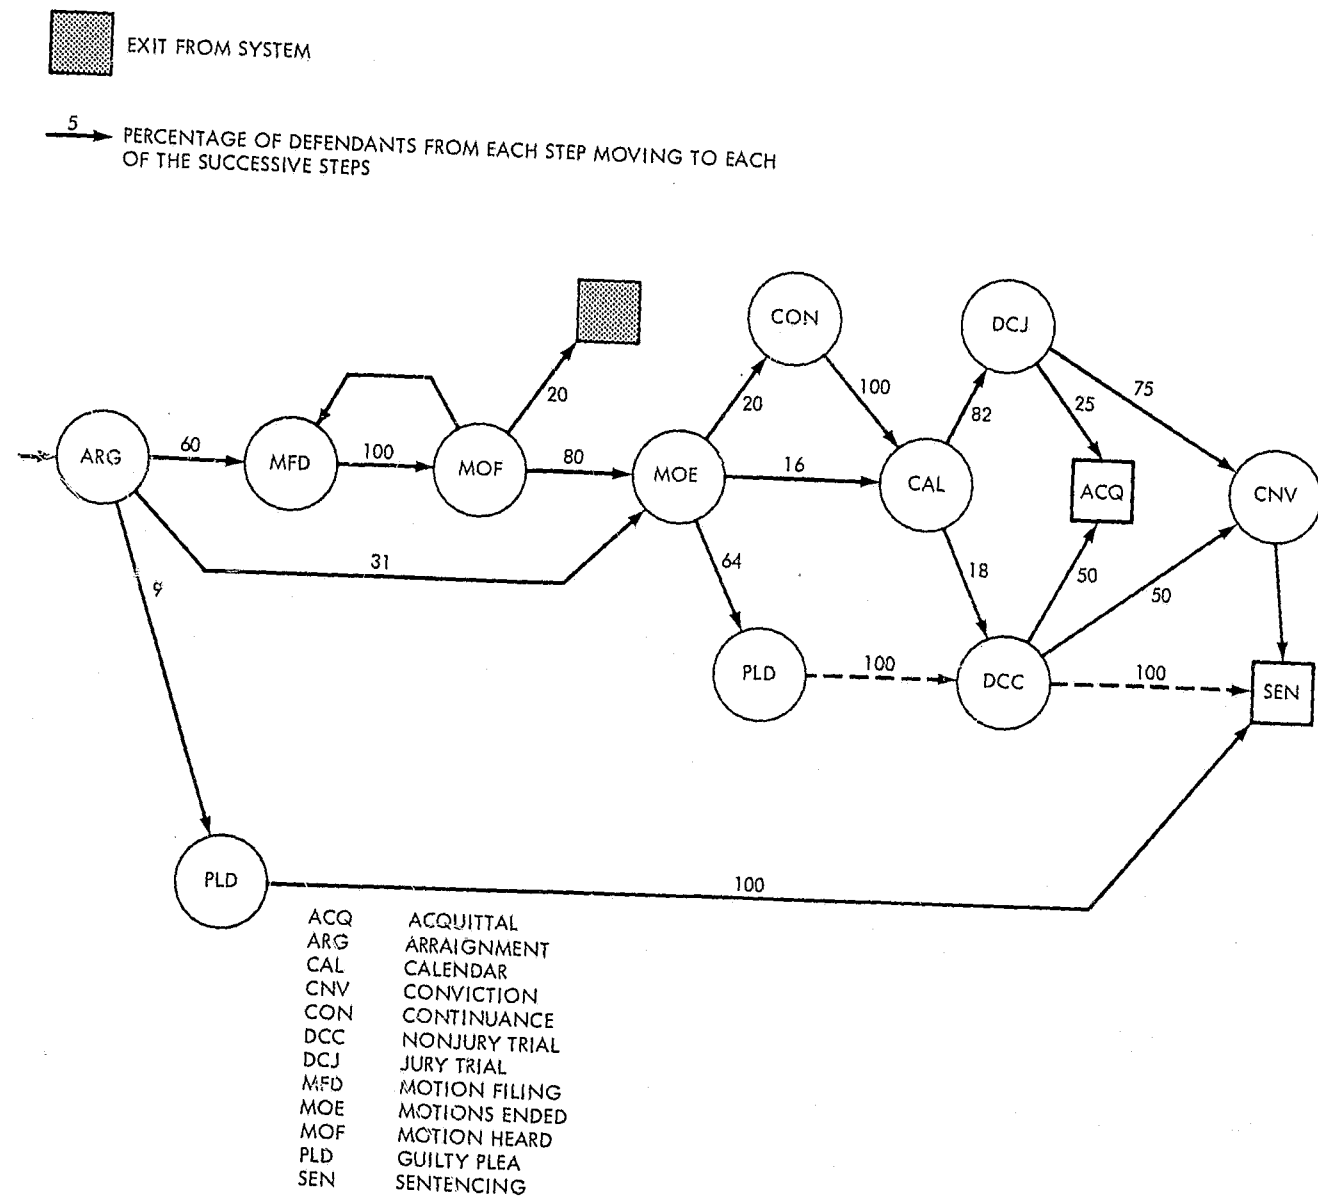 EXIT FROM SYSTEM
5
PERCENTAGE OF DEFENDANTS FROM EACH STEP MOVING TO EACH
OF THE SUCCESSIVE STEPS
CON
DCJ
20
20
100
82
25
75
ARG
60
MFD
100
MOF
80
MOE
16
CAL
ACQ
CNV
31
9
64
18
50
50
PLD
100
DCC
100
SEN
PLD
100
ACQ ACQUITTAL
ARG ARRAIGNMENT
CAL CALENDAR
CNV CONVICTION
CON CONTINUANCE
DCC NONJURY TRIAL
DCJ JURY TRIAL
MFD MOTION FILING
MOE MOTIONS ENDED
MOF MOTION HEARD
PLD GUILTY PLEA
SEN SENTENCING